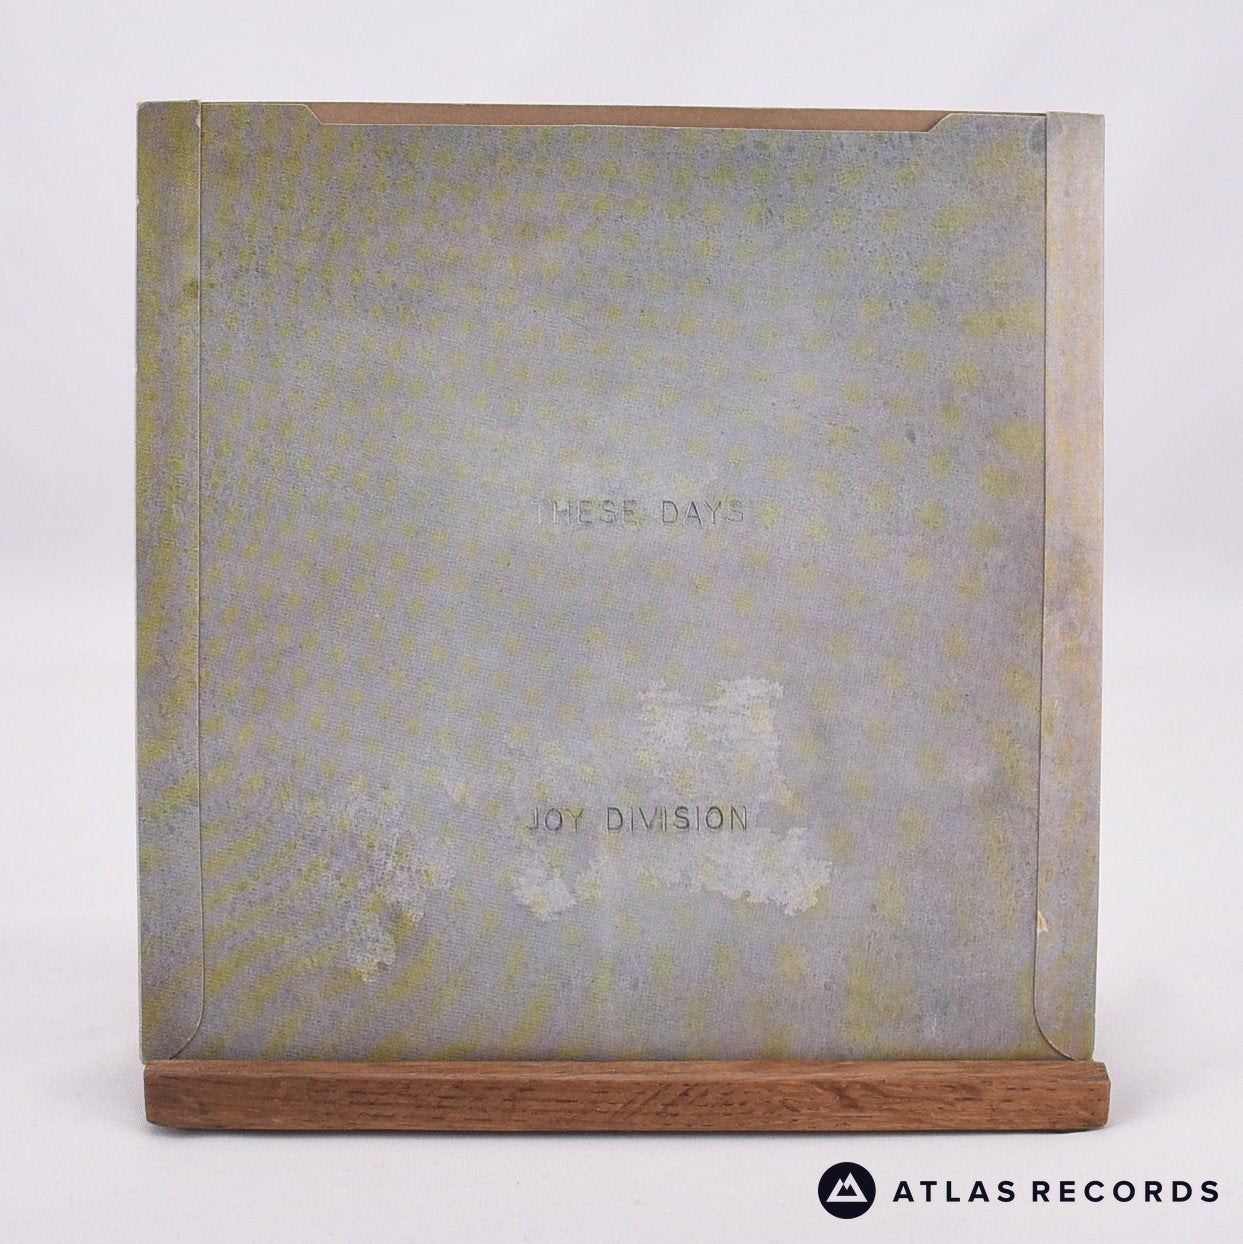 THESE DAYS
JOY DIVISION
ATLAS RECORDS